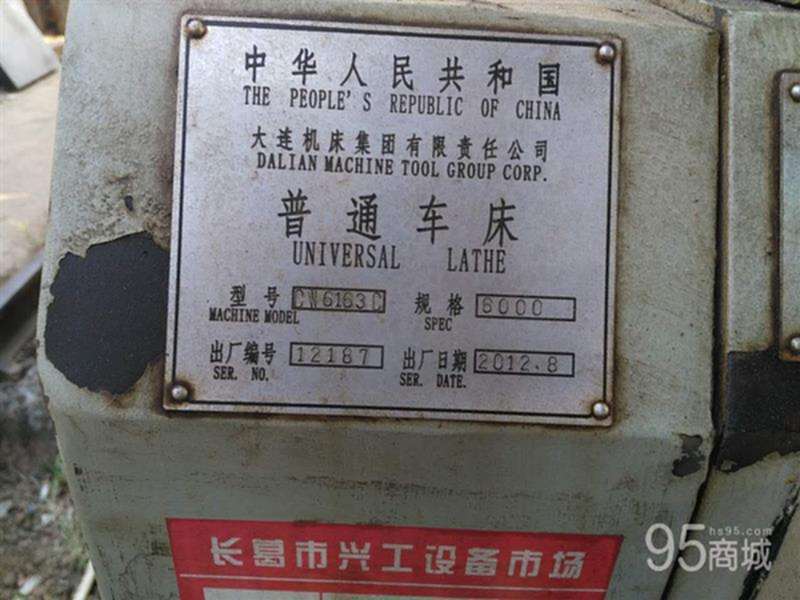 中华人民共和国
THE PEOPLE'S REPUBLIC OF CHINA
大连机床集团有限责任公司
DALIAN MACHINE TOOL GROUP CORP.
普通车床
UNIVERSAL LATHE
型号 CW6163C 规格 6000
MACHINE MODEL SPEC
出厂编号 12187 出厂日期 2012.8
SER. NO. SER. DATE.
长葛市兴工设备市场
95商城
hs95.com